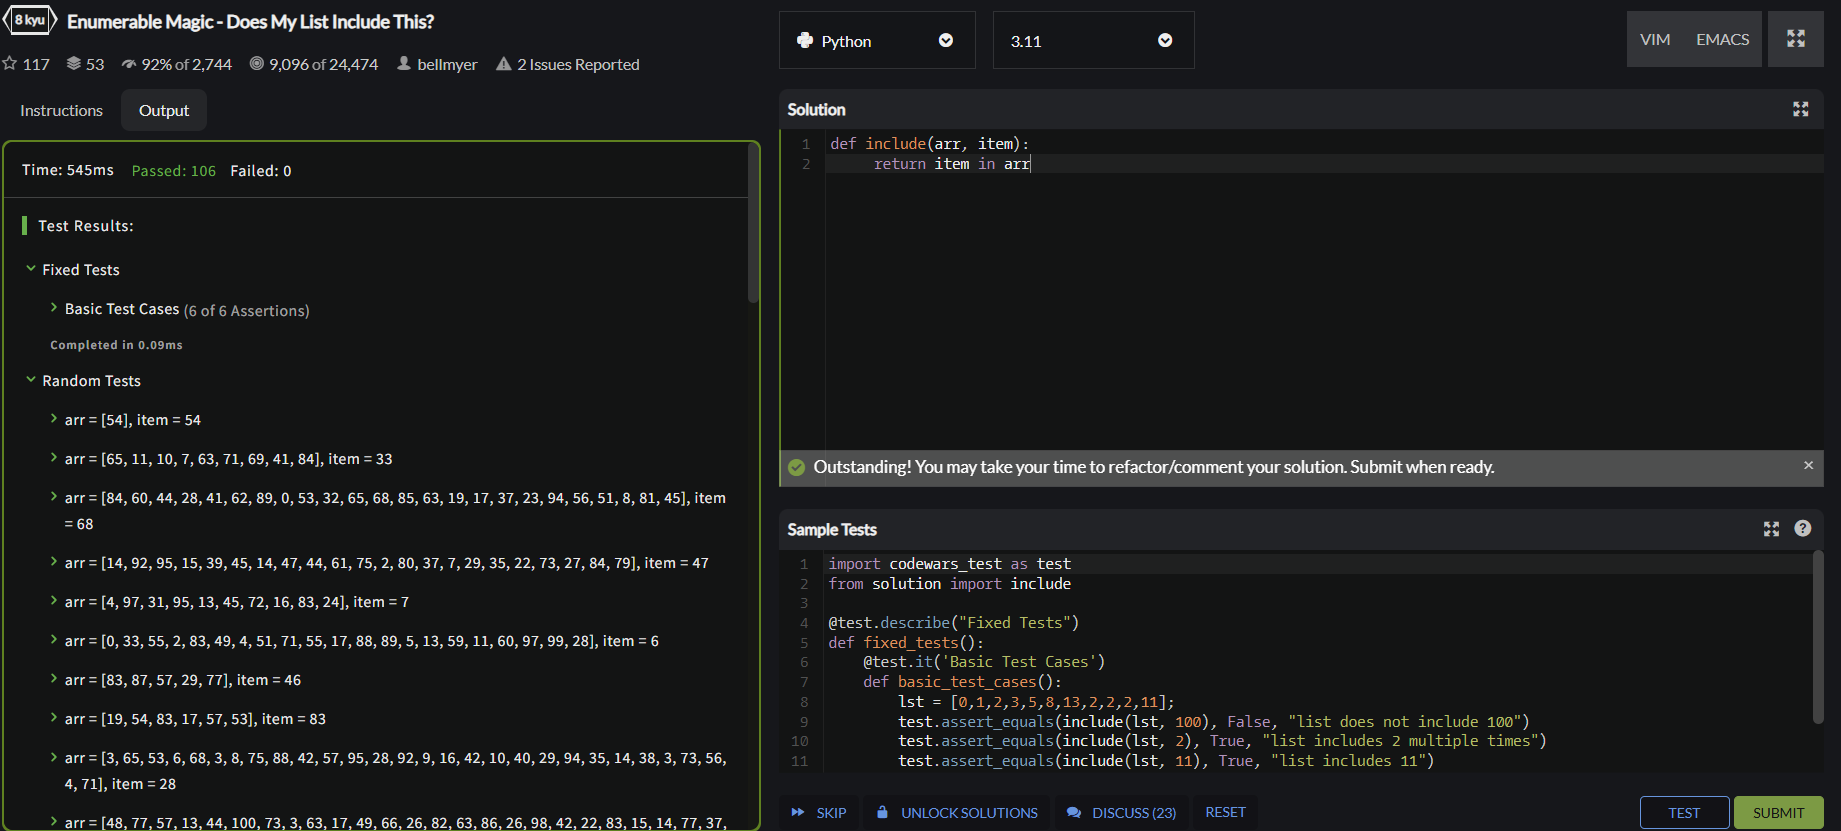 8 kyu Enumerable Magic - Does My List Include This?
117 53 92% of 2,744 9,096 of 24,474 bellmyer 2 Issues Reported
Instructions Output
Time: 545ms Passed: 106 Failed: 0
Test Results:
Fixed Tests
Basic Test Cases (6 of 6 Assertions)
Completed in 0.09ms
Random Tests
arr = [54], item = 54
arr = [65, 11, 10, 7, 63, 71, 69, 41, 84], item = 33
arr = [84, 60, 44, 28, 41, 62, 89, 0, 53, 32, 65, 68, 85, 63, 19, 17, 37, 23, 94, 56, 51, 8, 81, 45], item
= 68
arr = [14, 92, 95, 15, 39, 45, 14, 47, 44, 61, 75, 2, 80, 37, 7, 29, 35, 22, 73, 27, 84, 79], item = 47
arr = [4, 97, 31, 95, 13, 45, 72, 16, 83, 24], item = 7
arr = [0, 33, 55, 2, 83, 49, 4, 51, 71, 55, 17, 88, 89, 5, 13, 59, 11, 60, 97, 99, 28], item = 6
arr = [83, 87, 57, 29, 77], item = 46
arr = [19, 54, 83, 17, 57, 53], item = 83
arr = [3, 65, 53, 6, 68, 3, 8, 75, 88, 42, 57, 95, 28, 92, 9, 16, 42, 10, 40, 29, 94, 35, 14, 38, 3, 73, 56,
4, 71], item = 28
arr = [48, 77, 57, 13, 44, 100, 73, 3, 63, 17, 49, 66, 26, 82, 63, 86, 26, 98, 42, 22, 83, 15, 14, 77, 37,
Python 3.11 VIM EMACS
Solution
1 def include(arr, item):
2 return item in arr
Outstanding! You may take your time to refactor/comment your solution. Submit when ready. ×
Sample Tests ?
1 import codewars_test as test
2 from solution import include
3
4 @test.describe("Fixed Tests")
5 def fixed_tests():
6 @test.it('Basic Test Cases')
7 def basic_test_cases():
8 lst = [0,1,2,3,5,8,13,2,2,2,11];
9 test.assert_equals(include(lst, 100), False, "list does not include 100")
10 test.assert_equals(include(lst, 2), True, "list includes 2 multiple times")
11 test.assert_equals(include(lst, 11), True, "list includes 11")
SKIP UNLOCK SOLUTIONS DISCUSS (23) RESET TEST SUBMIT